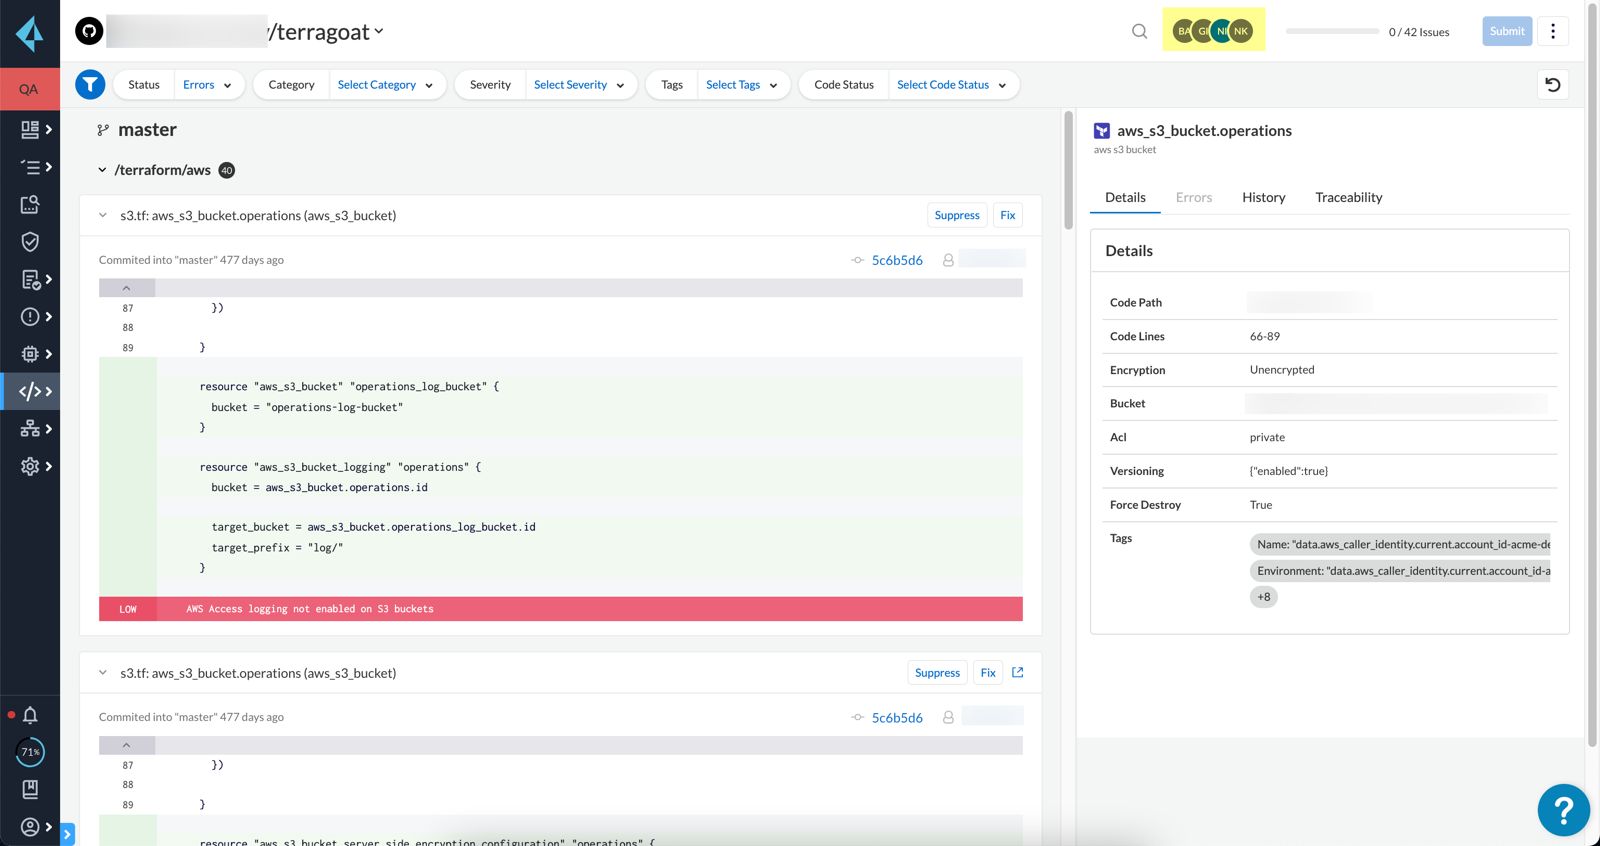 /terragoat
BA GI NI NK
0 / 42 Issues
Submit
QA
Status Errors
Category Select Category
Severity Select Severity
Tags Select Tags
Code Status Select Code Status
master
/terraform/aws 40
s3.tf: aws_s3_bucket.operations (aws_s3_bucket)
Suppress Fix
Commited into "master" 477 days ago
5c6b5d6
87 })
88
89 }
resource "aws_s3_bucket" "operations_log_bucket" {
bucket = "operations-log-bucket"
}
resource "aws_s3_bucket_logging" "operations" {
bucket = aws_s3_bucket.operations.id
target_bucket = aws_s3_bucket.operations_log_bucket.id
target_prefix = "log/"
}
LOW AWS Access logging not enabled on S3 buckets
s3.tf: aws_s3_bucket.operations (aws_s3_bucket)
Suppress Fix
Commited into "master" 477 days ago
5c6b5d6
87 })
88
89 }
resource "aws_s3_bucket_server_side_encryption_configuration" "operations" {
aws_s3_bucket.operations
aws s3 bucket
Details Errors History Traceability
Details
Code Path
Code Lines 66-89
Encryption Unencrypted
Bucket
Acl private
Versioning {"enabled":true}
Force Destroy True
Tags
Name: "data.aws_caller_identity.current.account_id-acme-de
Environment: "data.aws_caller_identity.current.account_id-a
+8
71%
?